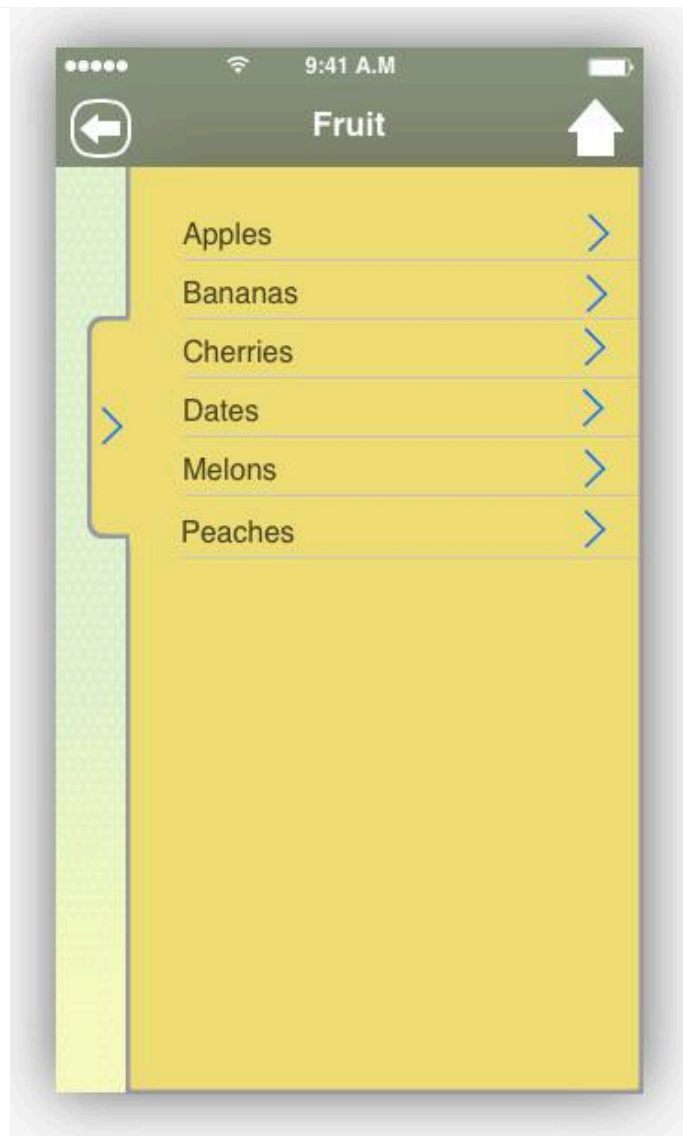 9:41 A.M
Fruit
Apples
Bananas
Cherries
Dates
Melons
Peaches